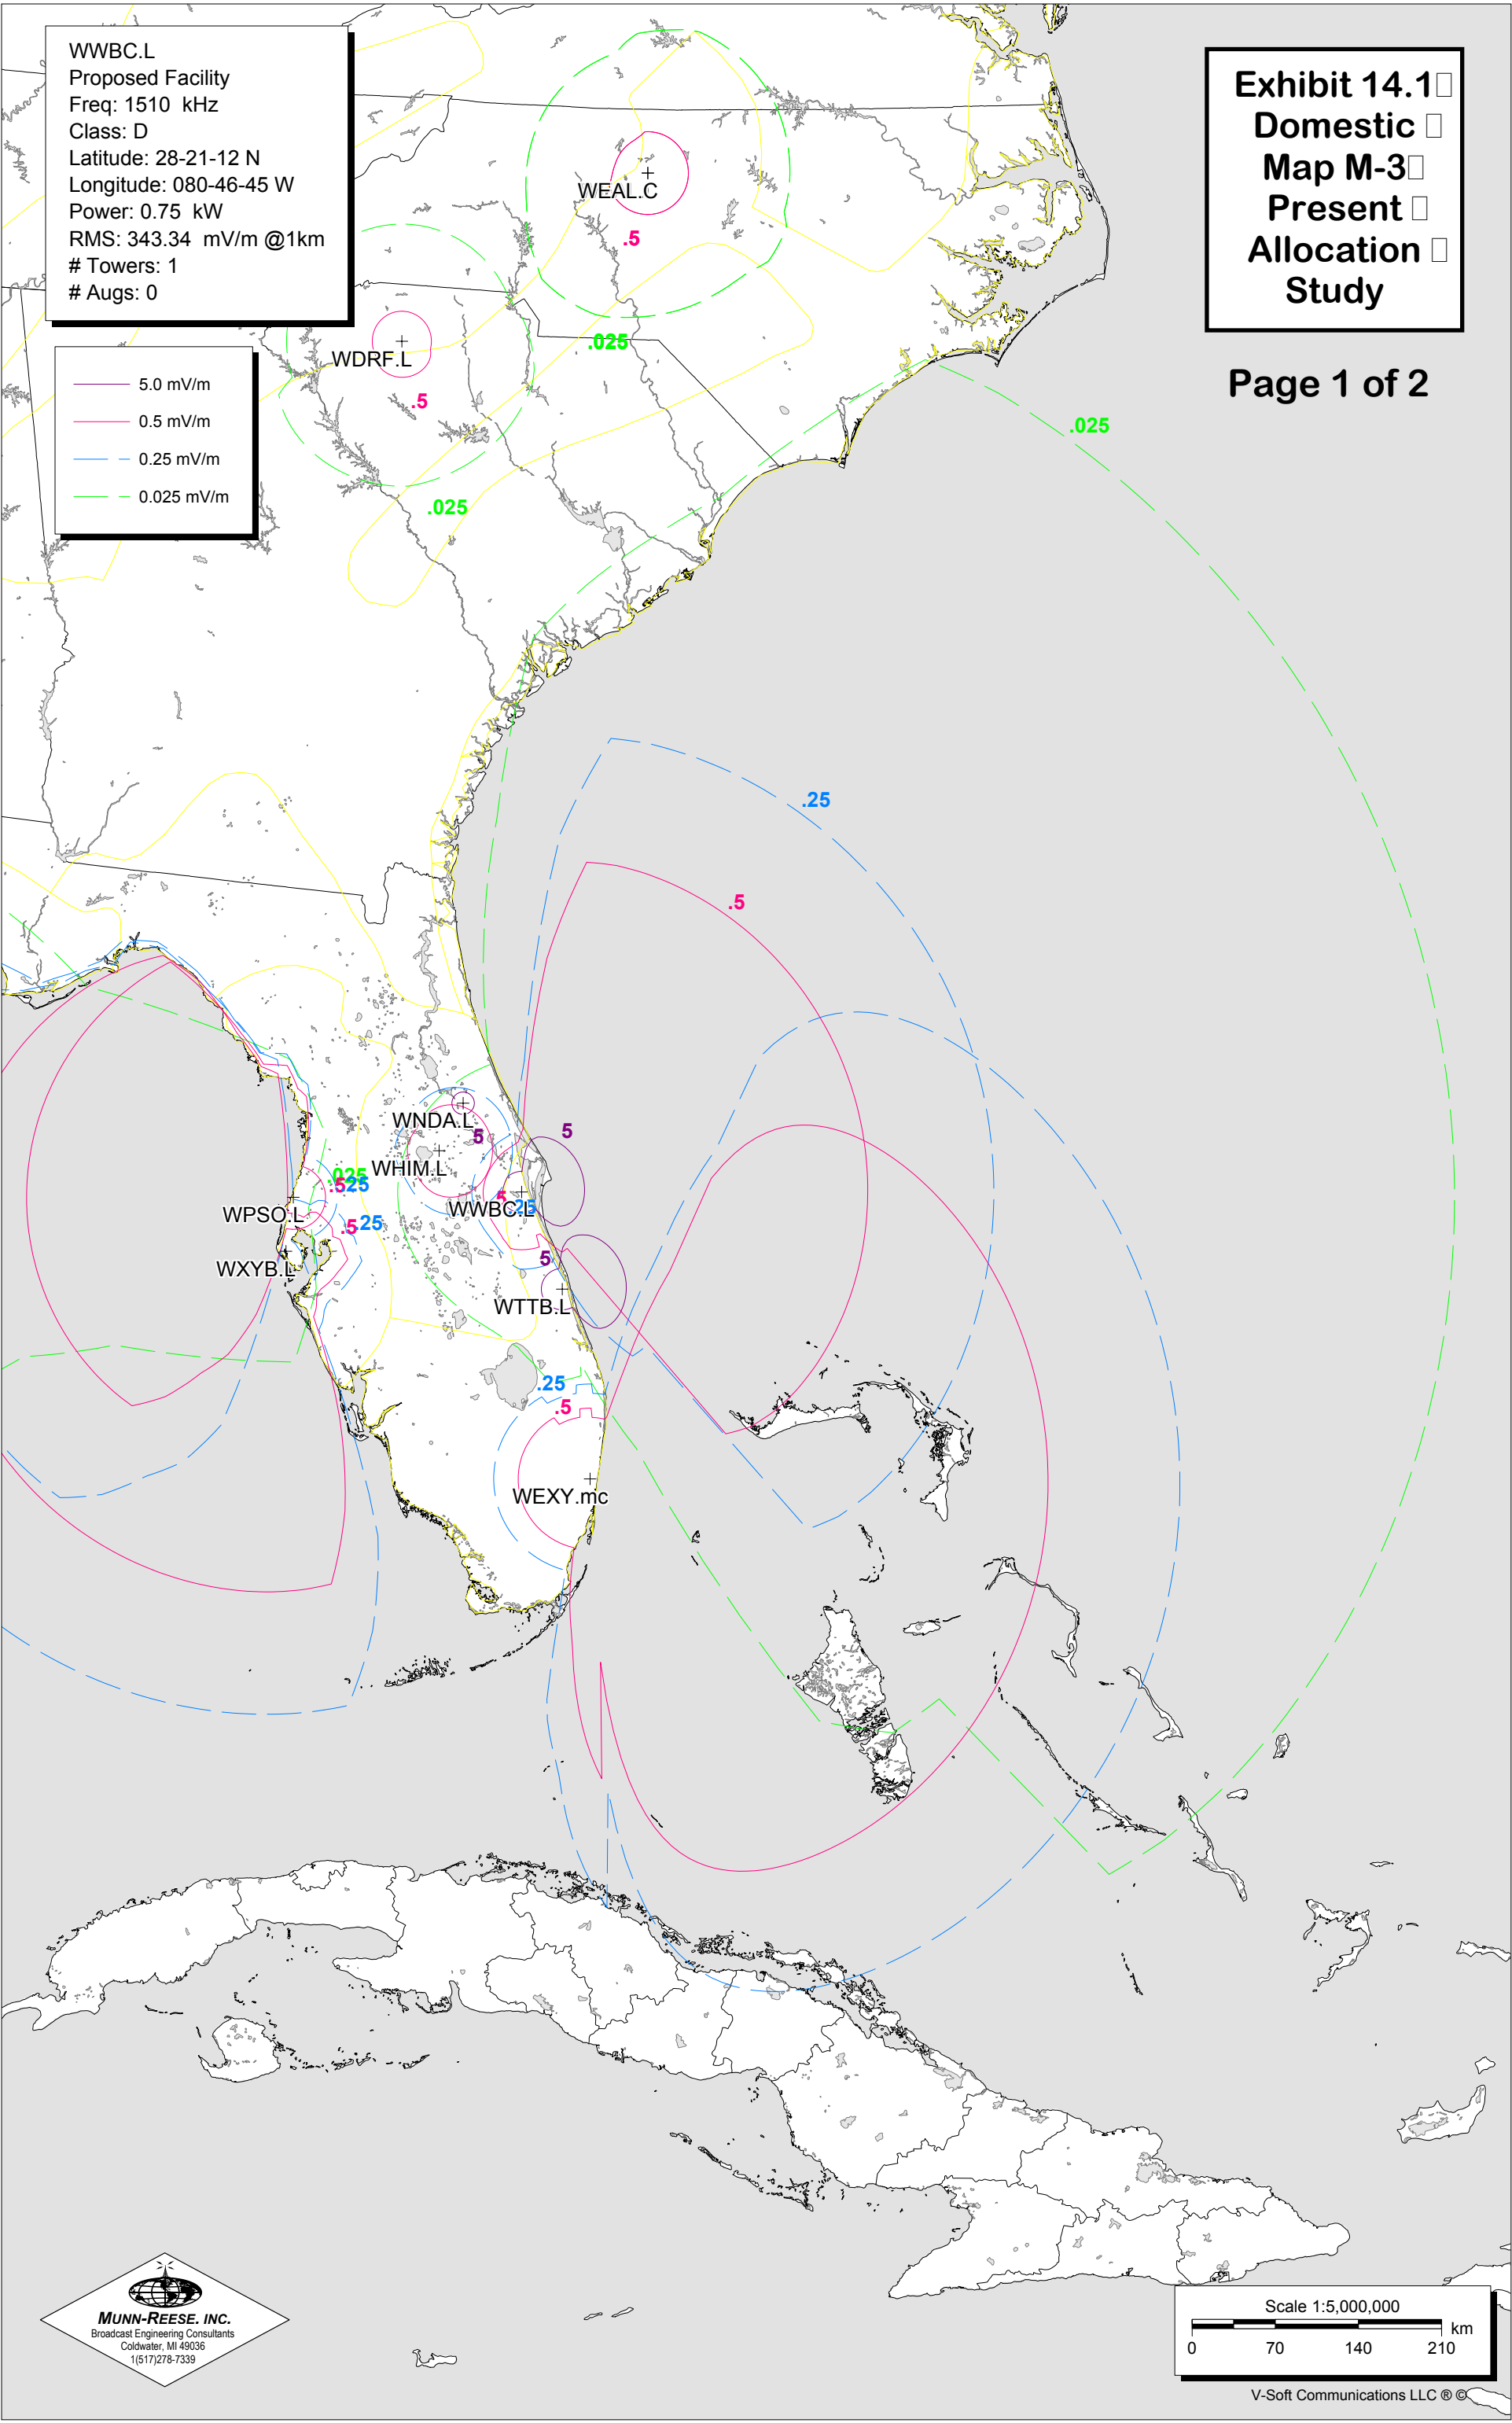 WWBC.L
Proposed Facility
Freq: 1510 kHz
Class: D
Latitude: 28-21-12 N
Longitude: 080-46-45 W
Power: 0.75 kW
RMS: 343.34 mV/m @1km
# Towers: 1
# Augs: 0
Exhibit 14.1
Domestic
Map M-3
Present
Allocation
Study
Page 1 of 2
5.0 mV/m
0.5 mV/m
0.25 mV/m
0.025 mV/m
WEAL.C
.5
.025
WDRF.L
.5
.025
.025
.25
.5
WNDA.L
5
5
WHIM.L
.025
.5
.25
WWBC.L
5
.25
WPSO.L
.5
.25
WXYB.L
5
WTTB.L
.25
.5
WEXY.mc
MUNN-REESE. INC.
Broadcast Engineering Consultants
Coldwater, MI 49036
1(517)278-7339
Scale 1:5,000,000
km
0 70 140 210
V-Soft Communications LLC ® ©